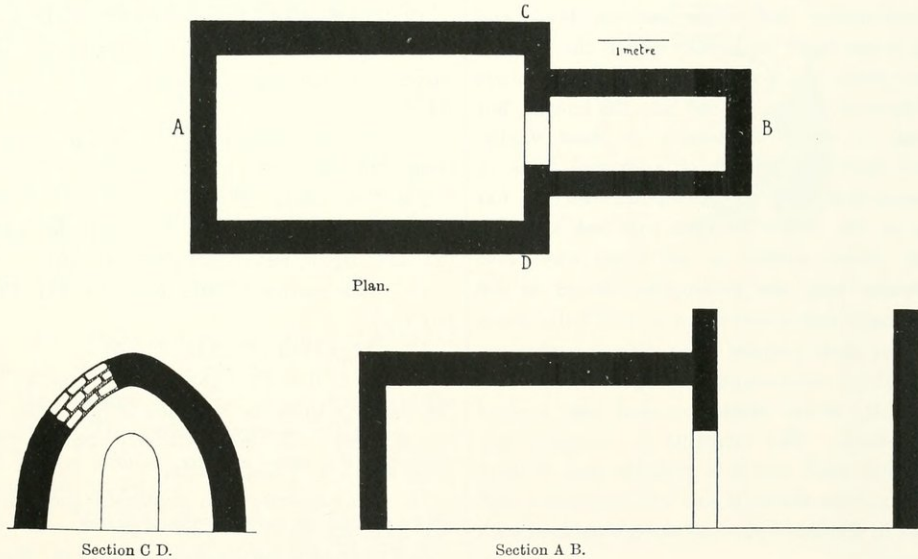 C
1 metre
A
B
D
Plan.
Section C D.
Section A B.